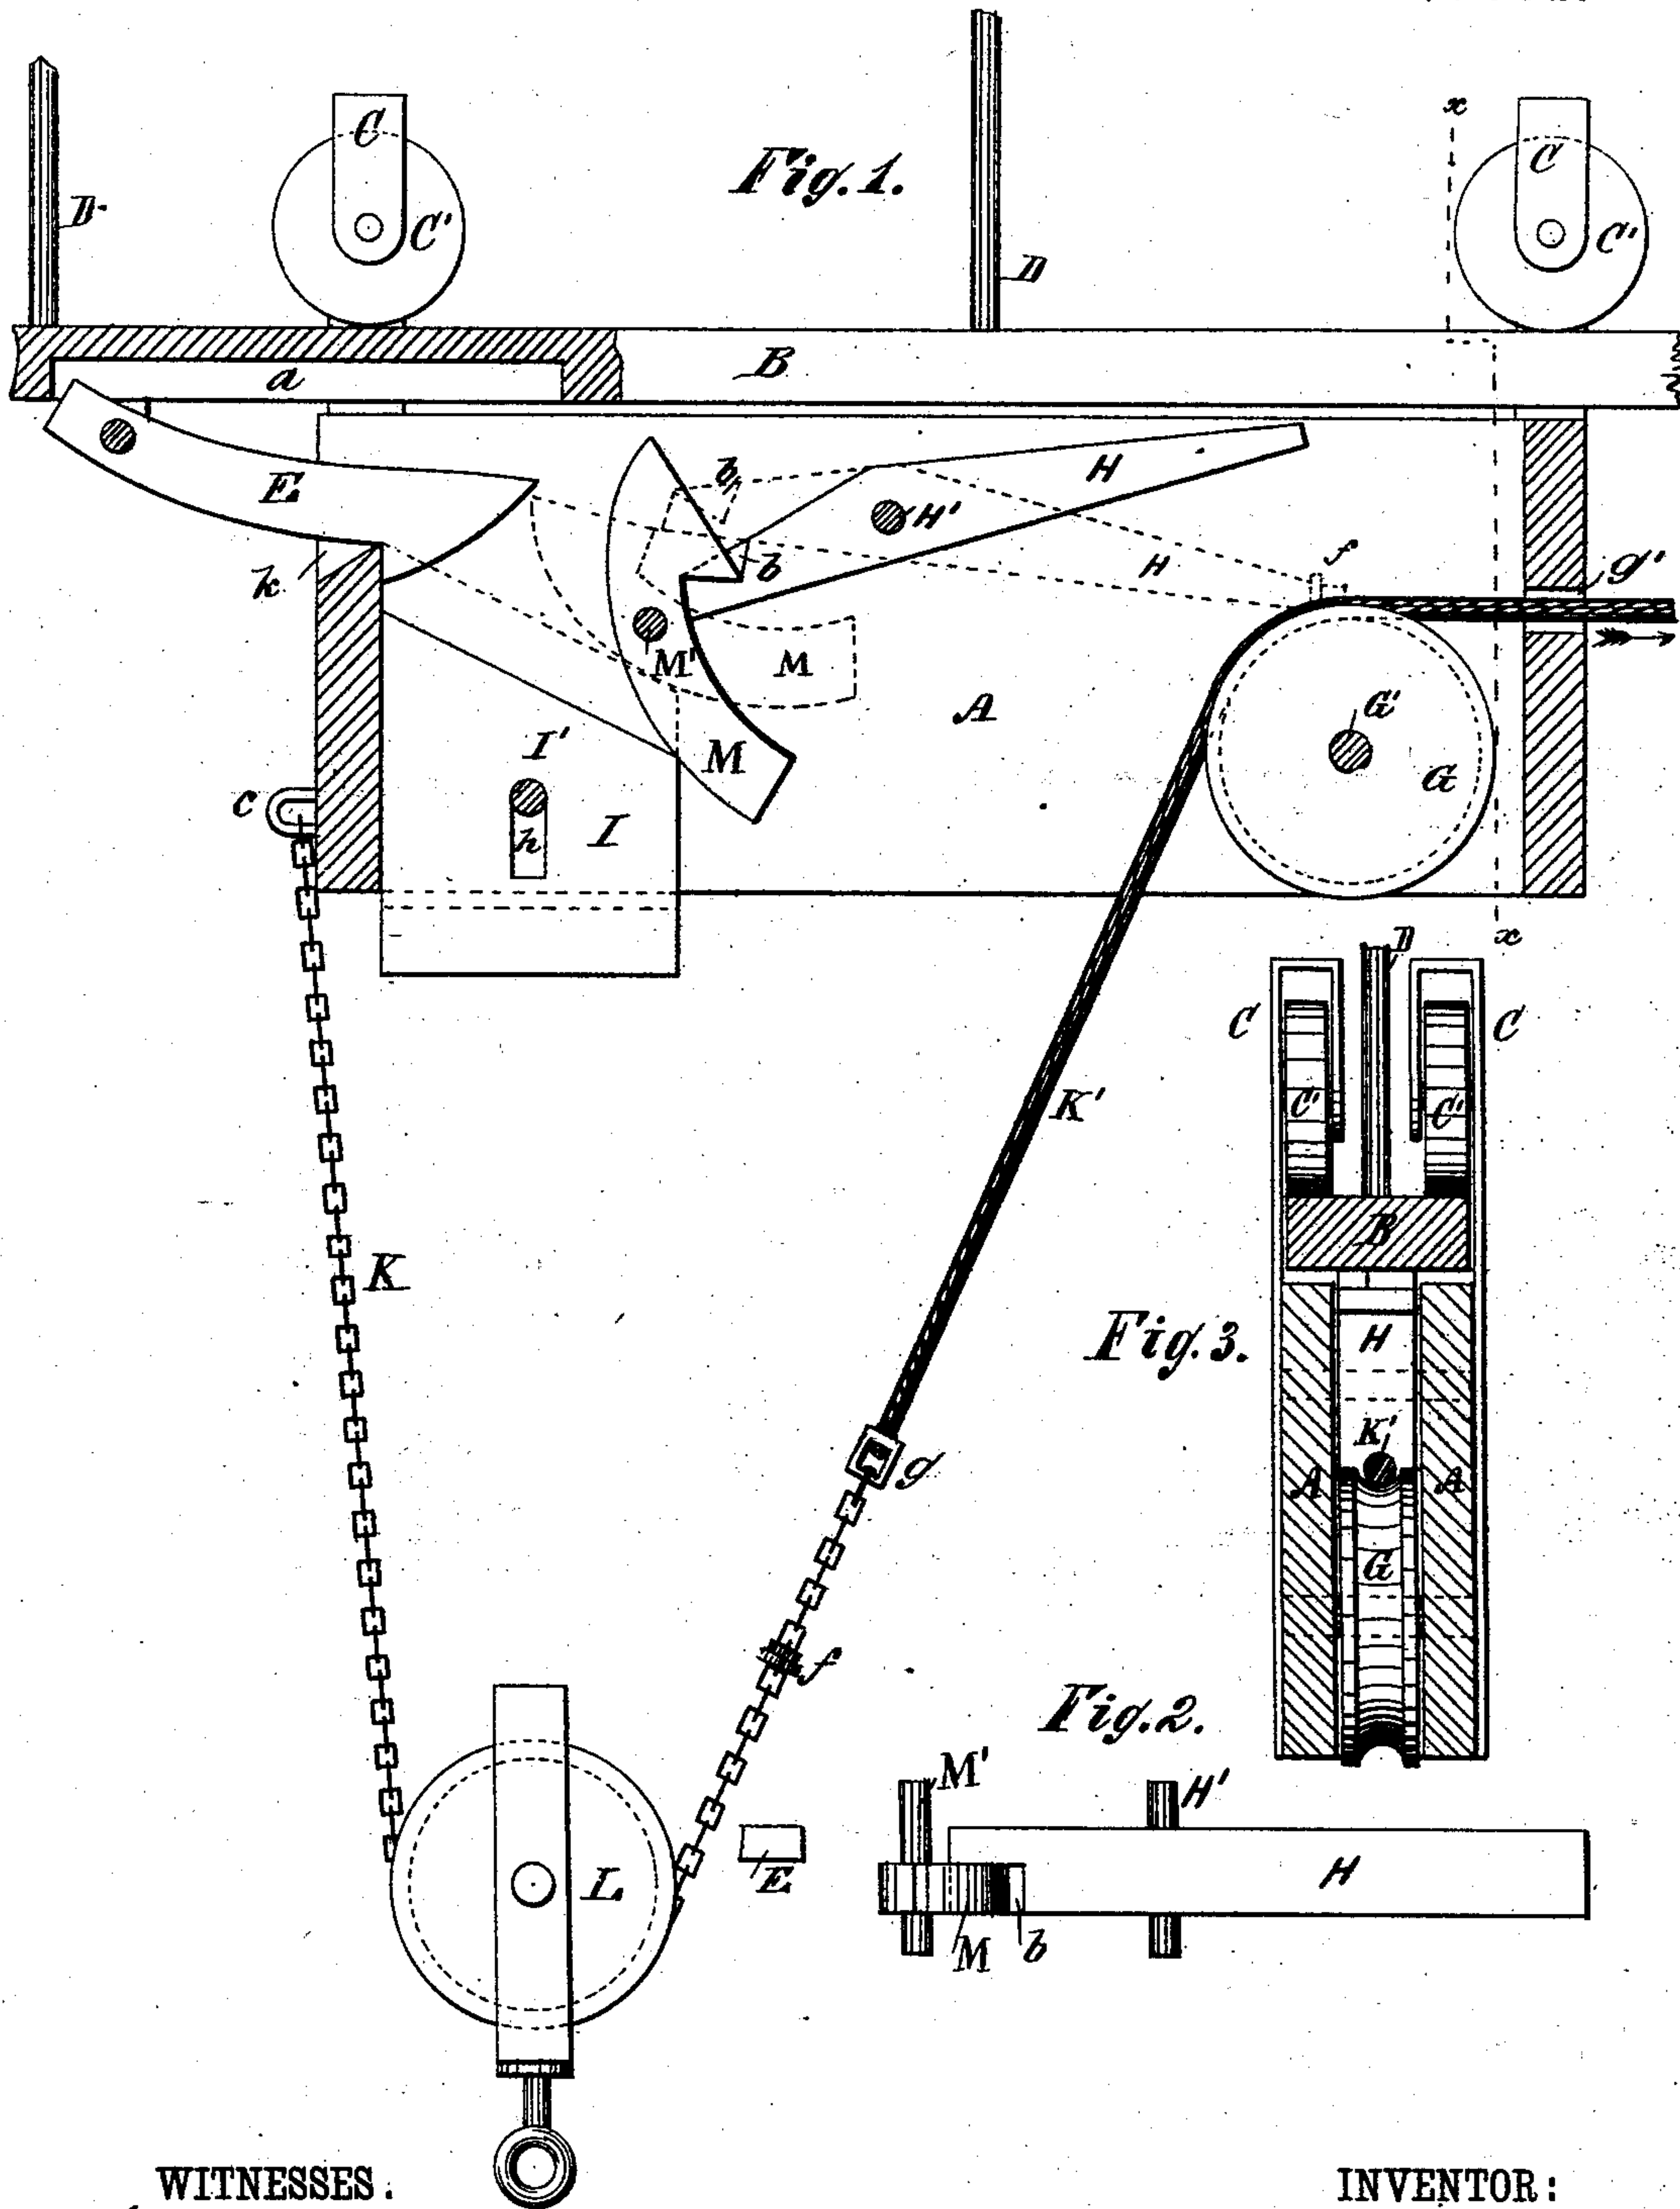 x
C
C
Fig. 1.
D
C'
C'
D
B
a
b
H
E
H'
b
f
H
g'
k
M'
M
A
G'
I'
M
G
c
h
I
x
D
C
C
K'
C'
C'
B
K
Fig. 3.
H
K'
g
A
A
G
f
Fig. 2.
M'
H'
E
L
H
M
b
WITNESSES:
INVENTOR: